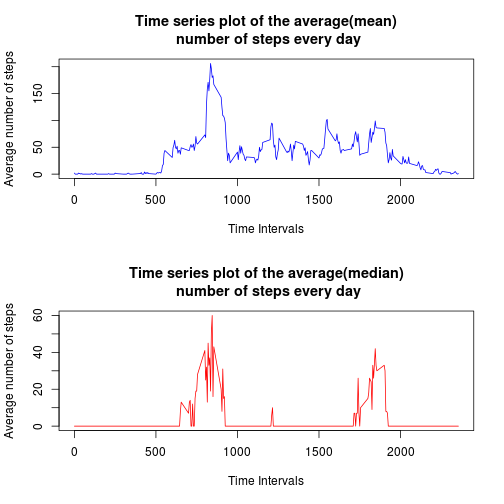 Time series plot of the average(mean)
number of steps every day
Average number of steps
150
50
0
0
500
1000
1500
2000
Time Intervals
Time series plot of the average(median)
number of steps every day
Average number of steps
60
40
20
0
0
500
1000
1500
2000
Time Intervals